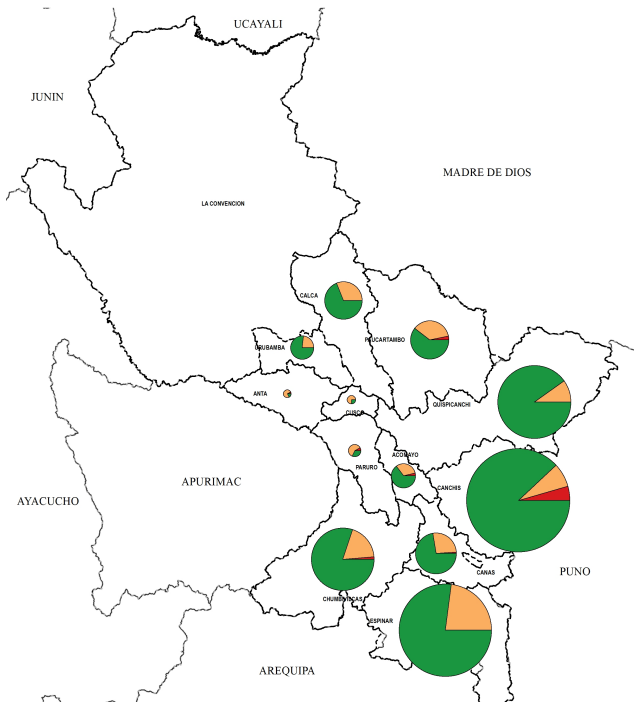 UCAYALI
JUNIN
MADRE DE DIOS
LA CONVENCION
CALCA
URUBAMBA
PAUCARTAMBO
ANTA
QUISPICANCHI
CUSCO
ACOMAYO
PARURO
APURIMAC
CANCHIS
AYACUCHO
PUNO
CANAS
CHUMBIVILCAS
ESPINAR
AREQUIPA